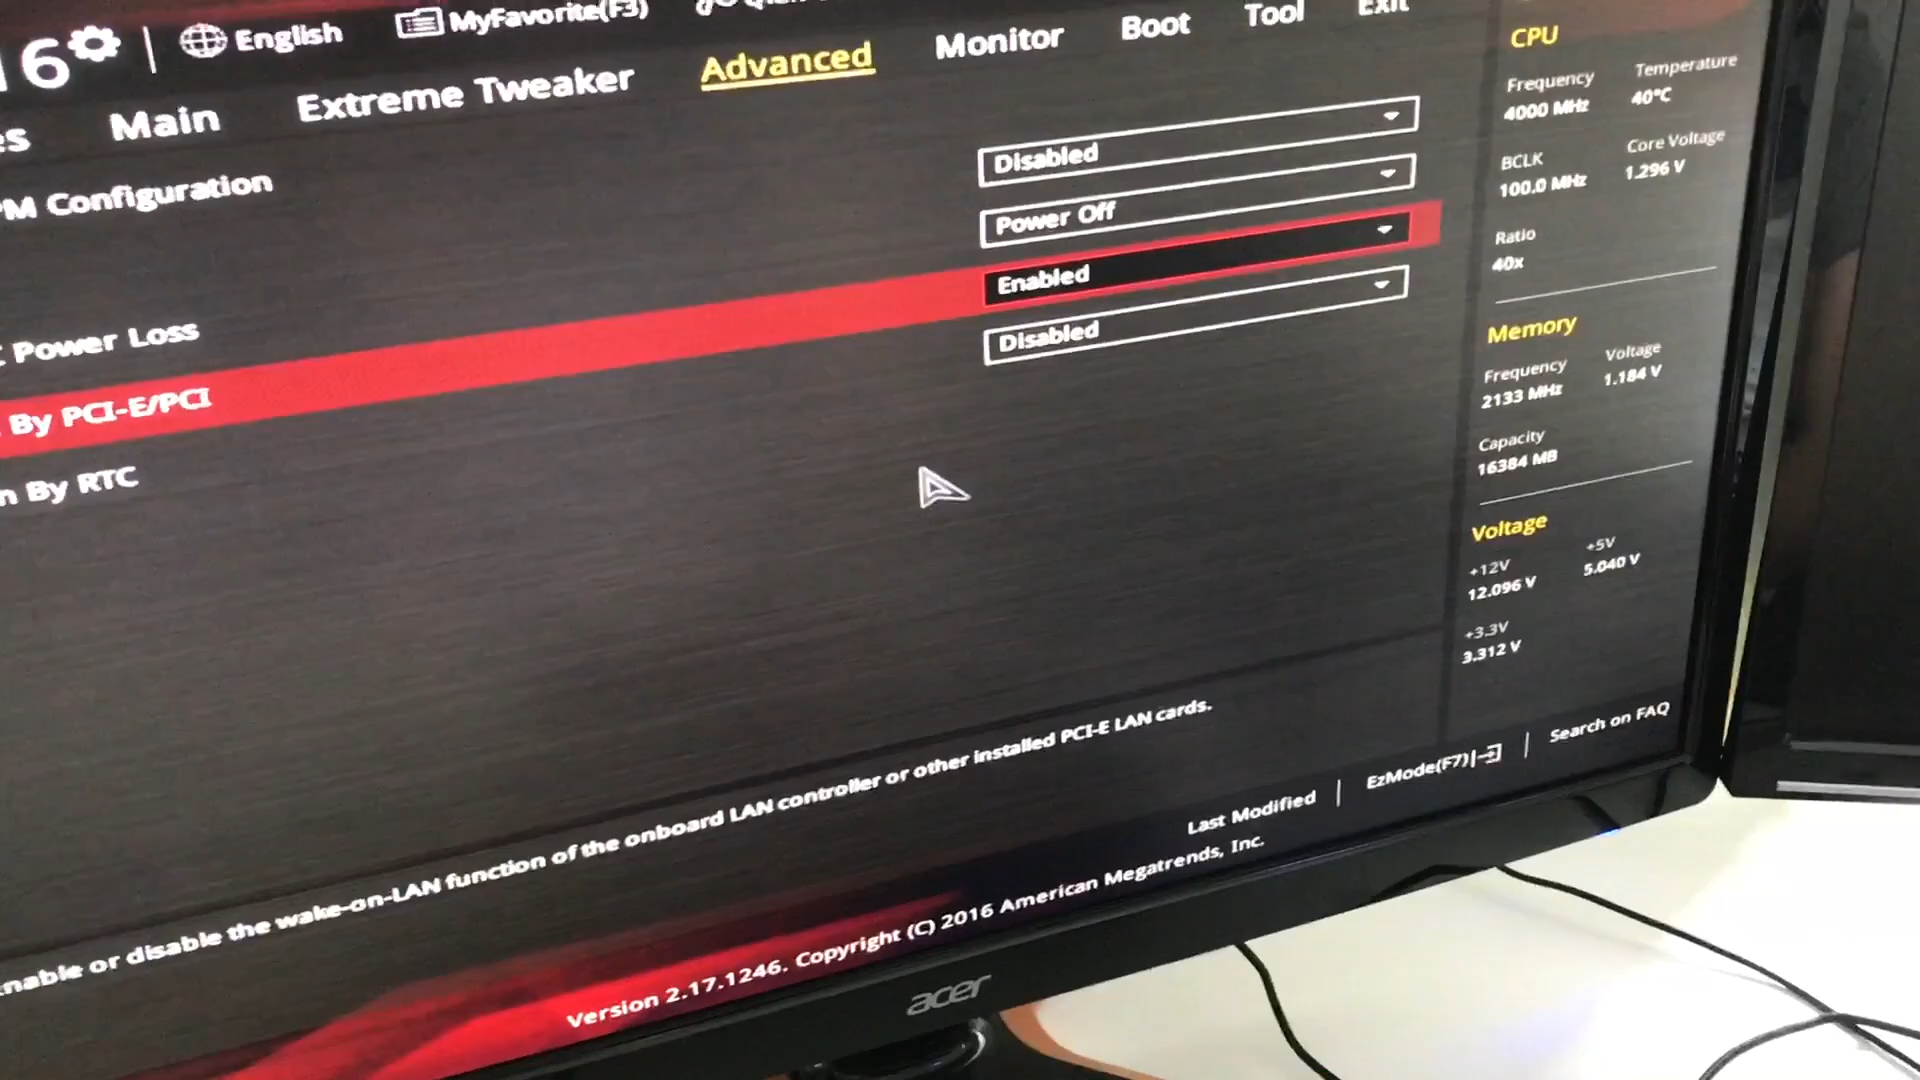 6 English MyFavorite(F3)
Main Extreme Tweaker Advanced Monitor Boot Tool Exit
Configuration
Disabled
Power Loss Power Off
By PCI-E/PCI Enabled
By RTC Disabled
CPU
Frequency Temperature
4000 MHz 40°C
BCLK Core Voltage
100.0 MHz 1.296 V
Ratio
40x
Memory
Frequency Voltage
2133 MHz 1.184 V
Capacity
16384 MB
Voltage
+12V +5V
12.096 V 5.040 V
+3.3V
3.312 V
nable or disable the wake-on-LAN function of the onboard LAN controller or other installed PCI-E LAN cards.
Last Modified EzMode(F7) Search on FAQ
Version 2.17.1246. Copyright (C) 2016 American Megatrends, Inc.
acer